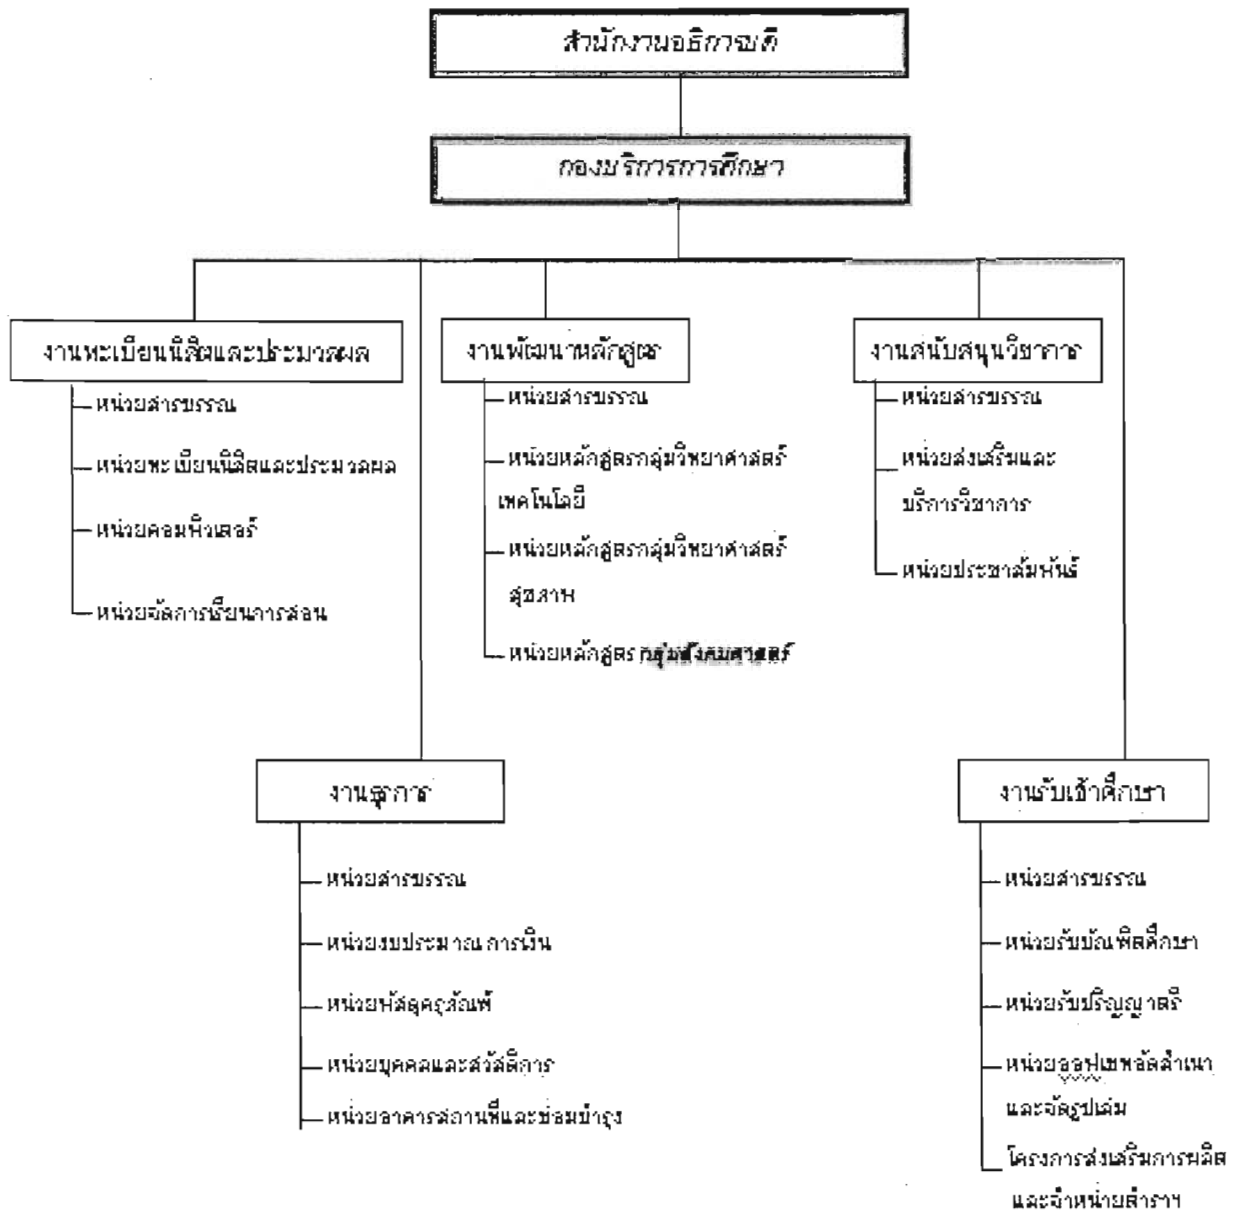 สำนักงานอธิการบดี
กองบริการการศึกษา
งานทะเบียนนิสิตและประมวลผล
หน่วยสารบรรณ
หน่วยทะเบียนนิสิตและประมวลผล
หน่วยคอมพิวเตอร์
หน่วยจัดการเรียนการสอน
งานพัฒนาหลักสูตร
หน่วยสารบรรณ
หน่วยหลักสูตรกลุ่มวิทยาศาสตร์
เทคโนโลยี
หน่วยหลักสูตรกลุ่มวิทยาศาสตร์
สุขภาพ
หน่วยหลักสูตรกลุ่มสังคมศาสตร์
งานสนับสนุนวิชาการ
หน่วยสารบรรณ
หน่วยส่งเสริมและ
บริการวิชาการ
หน่วยประชาสัมพันธ์
งานธุรการ
หน่วยสารบรรณ
หน่วยงบประมาณการเงิน
หน่วยพัสดุครุภัณฑ์
หน่วยบุคคลและสวัสดิการ
หน่วยอาคารสถานที่และซ่อมบำรุง
งานรับเข้าศึกษา
หน่วยสารบรรณ
หน่วยรับบัณฑิตศึกษา
หน่วยรับปริญญาตรี
หน่วยออฟเซทอัดสำเนา
และจัดรูปเล่ม
โครงการส่งเสริมการผลิต
และจำหน่ายตำราฯ